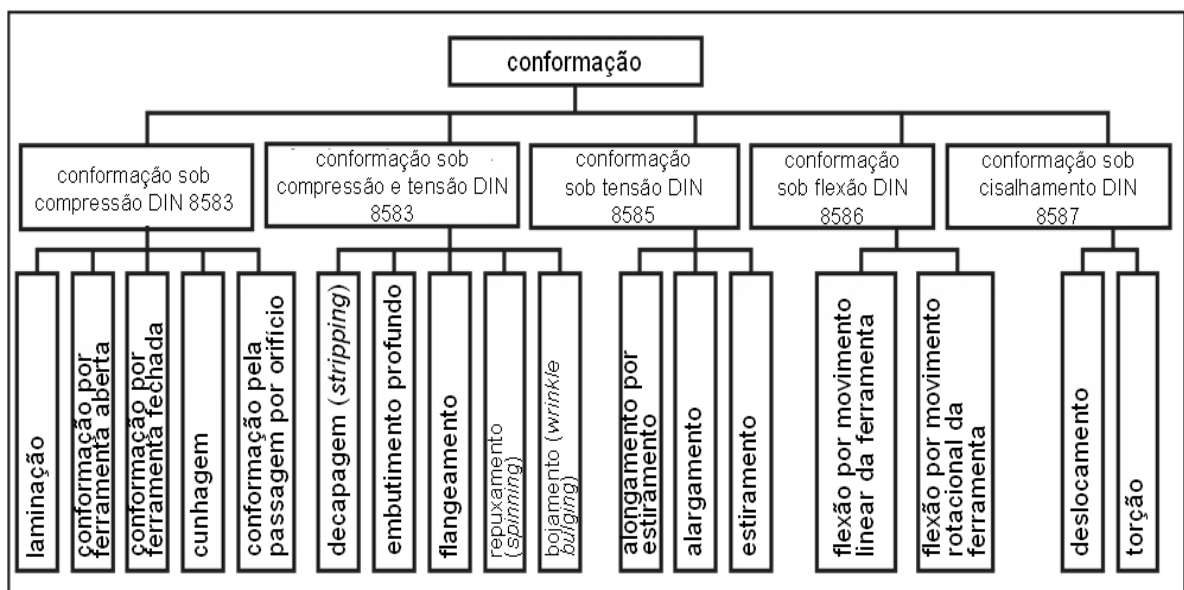 conformação
conformação sob
compressão DIN 8583
conformação sob
compressão e tensão DIN
8583
conformação
sob tensão DIN
8585
conformação
sob flexão DIN
8586
conformação sob
cisalhamento DIN
8587
laminação
conformação por
ferramenta aberta
conformação por
ferramenta fechada
cunhagem
conformação pela
passagem por orifício
decapagem (stripping)
embutimento profundo
flangeamento
repuxamento
(spinning)
bojamento (wrinkle
bulging)
alongamento por
estiramento
alargamento
estiramento
flexão por movimento
linear da ferramenta
flexão por movimento
rotacional da
ferramenta
deslocamento
torção